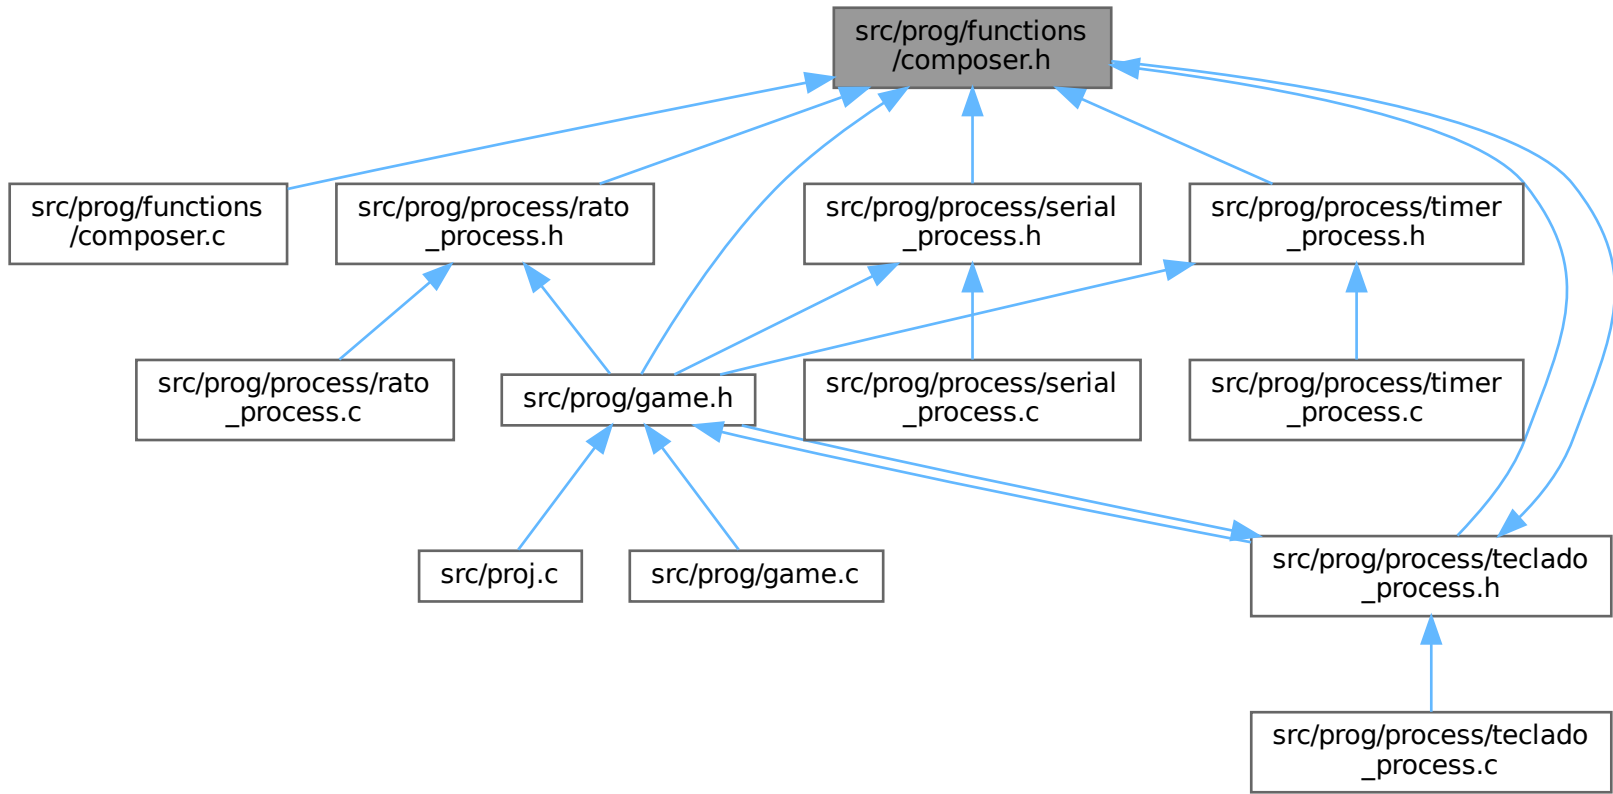 src/prog/functions
/composer.h
src/prog/functions
/composer.c
src/prog/process/rato
_process.h
src/prog/process/serial
_process.h
src/prog/process/timer
_process.h
src/prog/process/rato
_process.c
src/prog/game.h
src/prog/process/serial
_process.c
src/prog/process/timer
_process.c
src/proj.c
src/prog/game.c
src/prog/process/teclado
_process.h
src/prog/process/teclado
_process.c